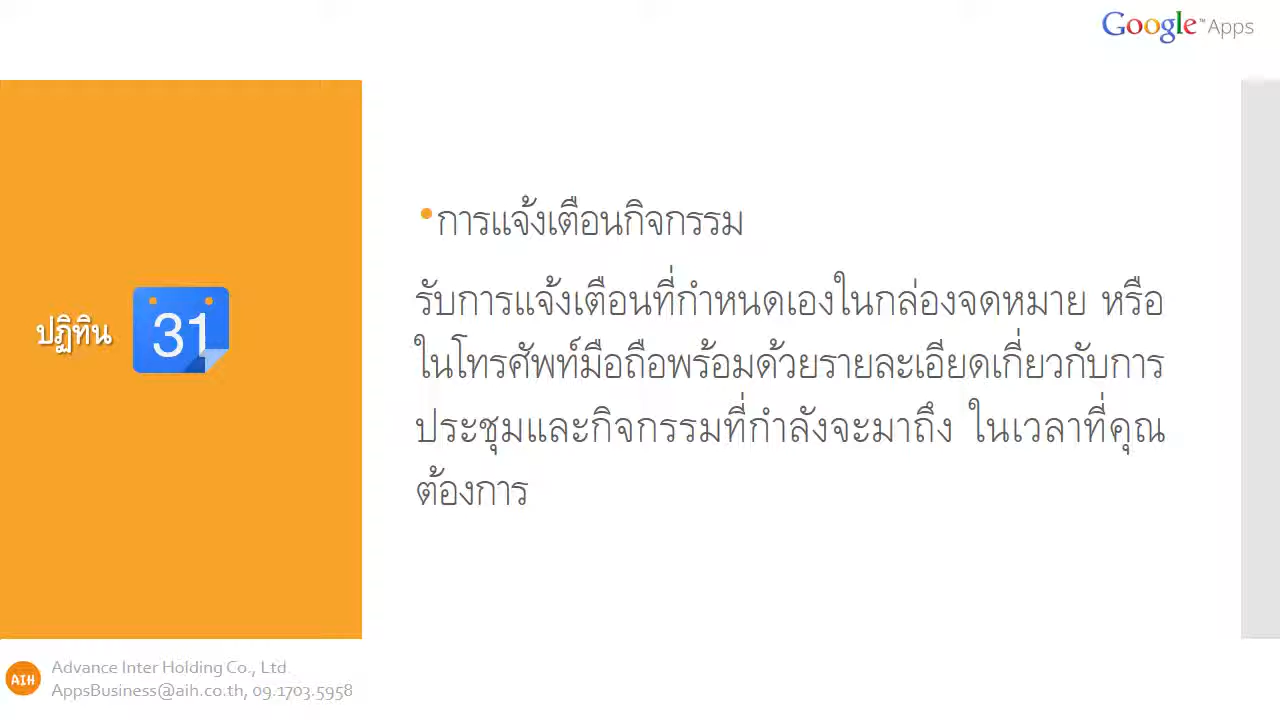 Google™ Apps
•การแจ้งเตือนกิจกรรม
รับการแจ้งเตือนที่กำหนดเองในกล่องจดหมาย หรือ
ในโทรศัพท์มือถือพร้อมด้วยรายละเอียดเกี่ยวกับการ
ประชุมและกิจกรรมที่กำลังจะมาถึง ในเวลาที่คุณ
ต้องการ
ปฏิทิน
31
AIH
Advance Inter Holding Co., Ltd
AppsBusiness@aih.co.th, 09.1703.5958